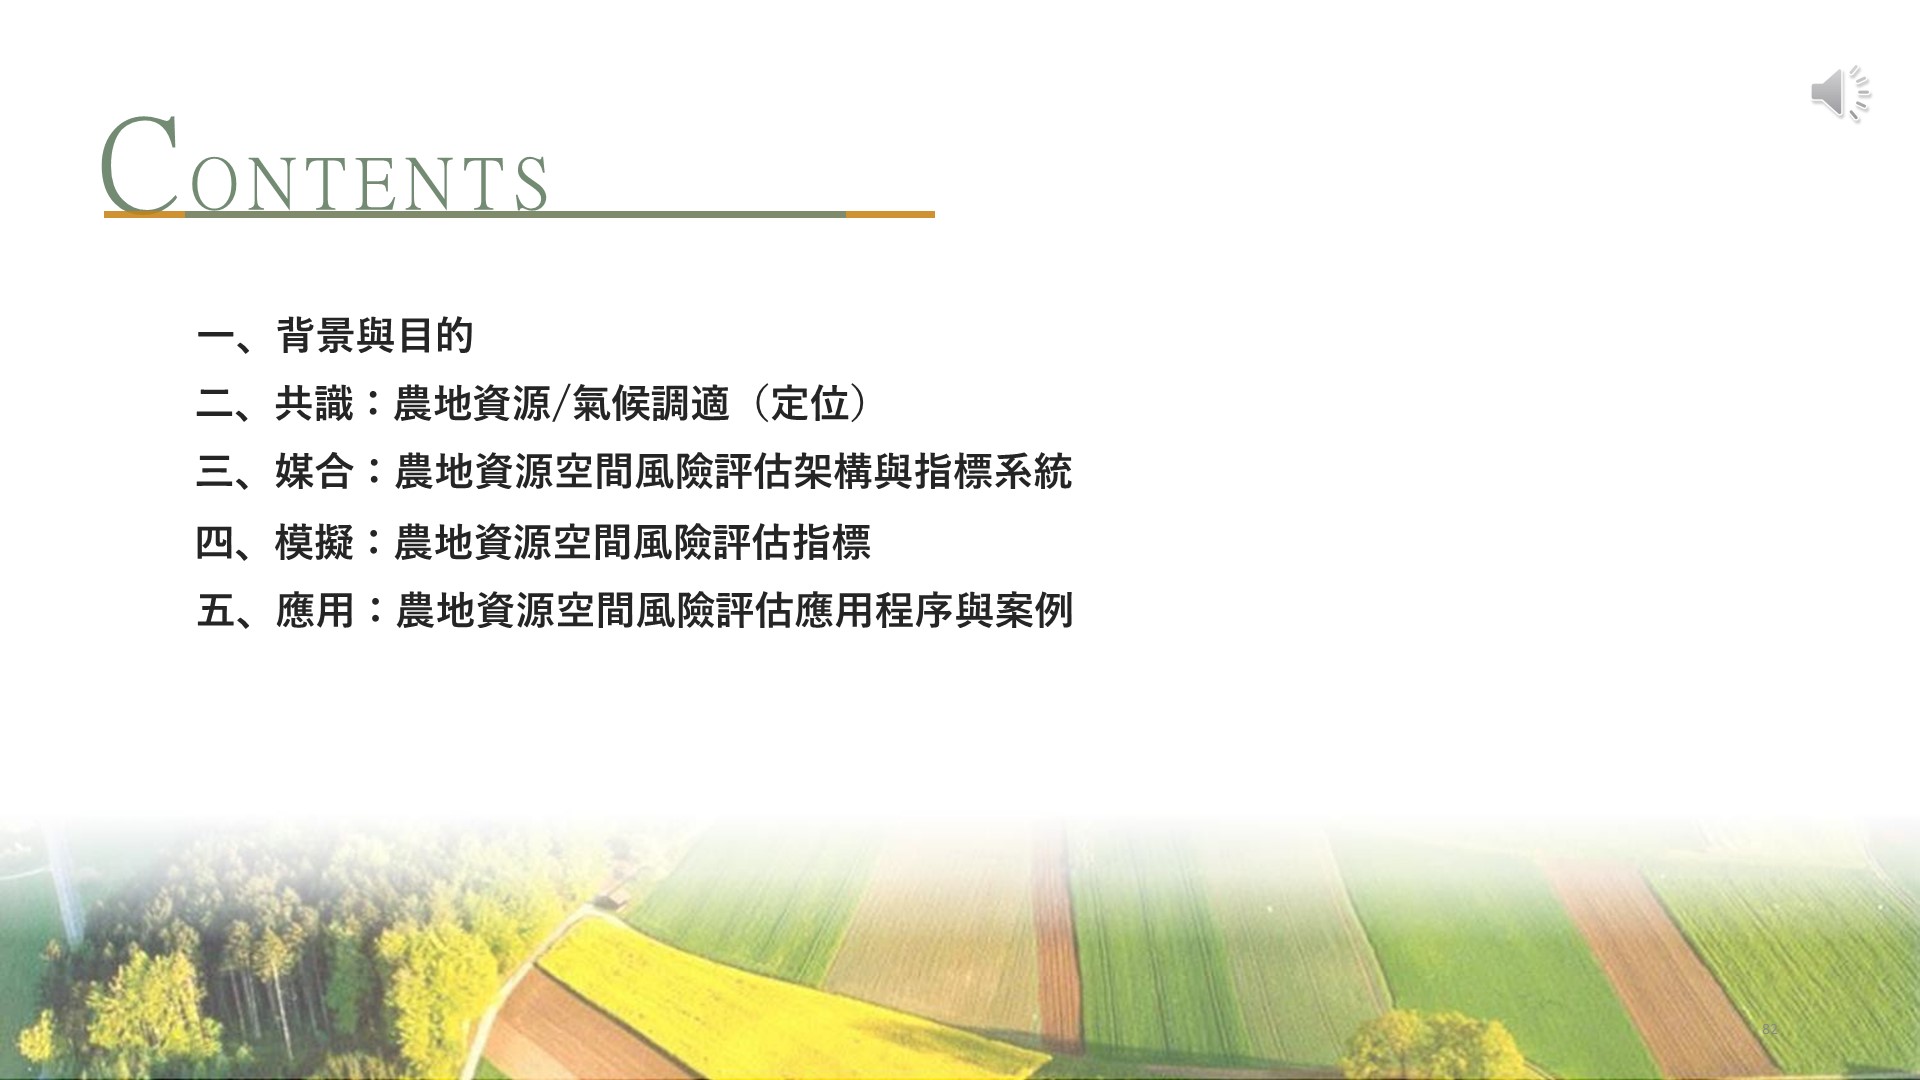 CONTENTS
一、背景與目的
二、共識：農地資源/氣候調適（定位）
三、媒合：農地資源空間風險評估架構與指標系統
四、模擬：農地資源空間風險評估指標
五、應用：農地資源空間風險評估應用程序與案例
82